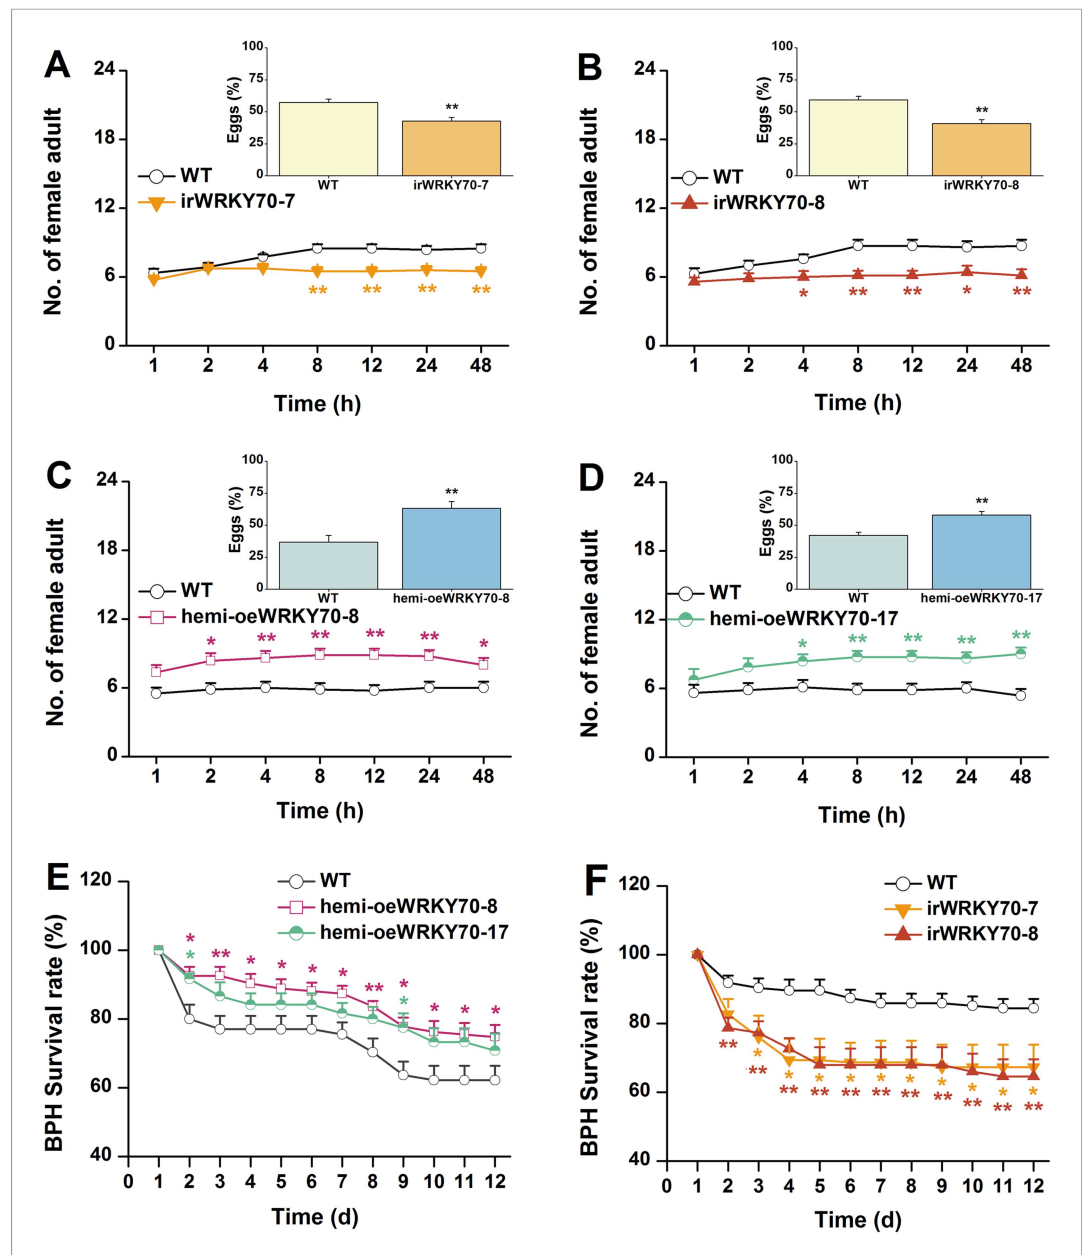 A
No. of female adult
24
18
12
6
0
WT
irWRKY70-7
** ** ** **
1 2 4 8 12 24 48
Time (h)
Eggs (%)
100
75
50
25
0
**
WT irWRKY70-7
B
No. of female adult
24
18
12
6
0
WT
irWRKY70-8
* ** ** * **
1 2 4 8 12 24 48
Time (h)
Eggs (%)
100
75
50
25
0
**
WT irWRKY70-8
C
No. of female adult
24
18
12
6
0
WT
hemi-oeWRKY70-8
* ** ** ** ** *
1 2 4 8 12 24 48
Time (h)
Eggs (%)
100
75
50
25
0
**
WT hemi-oeWRKY70-8
D
No. of female adult
24
18
12
6
0
WT
hemi-oeWRKY70-17
* ** ** ** **
1 2 4 8 12 24 48
Time (h)
Eggs (%)
100
75
50
25
0
**
WT hemi-oeWRKY70-17
E
BPH Survival rate (%)
120
100
80
60
40
WT
hemi-oeWRKY70-8
hemi-oeWRKY70-17
* ** * * * * ** * * * *
* *
0 1 2 3 4 5 6 7 8 9 10 11 12
Time (d)
F
BPH Survival rate (%)
120
100
80
60
40
WT
irWRKY70-7
irWRKY70-8
* * * * * * * * * *
** ** ** ** ** ** ** ** ** ** **
0 1 2 3 4 5 6 7 8 9 10 11 12
Time (d)